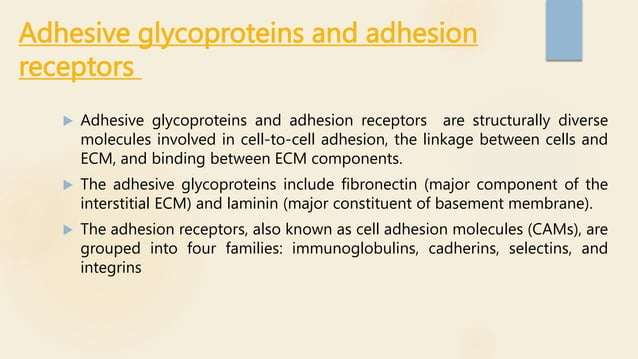 Adhesive glycoproteins and adhesion
receptors
Adhesive glycoproteins and adhesion receptors are structurally diverse
molecules involved in cell-to-cell adhesion, the linkage between cells and
ECM, and binding between ECM components.
The adhesive glycoproteins include fibronectin (major component of the
interstitial ECM) and laminin (major constituent of basement membrane).
The adhesion receptors, also known as cell adhesion molecules (CAMs), are
grouped into four families: immunoglobulins, cadherins, selectins, and
integrins